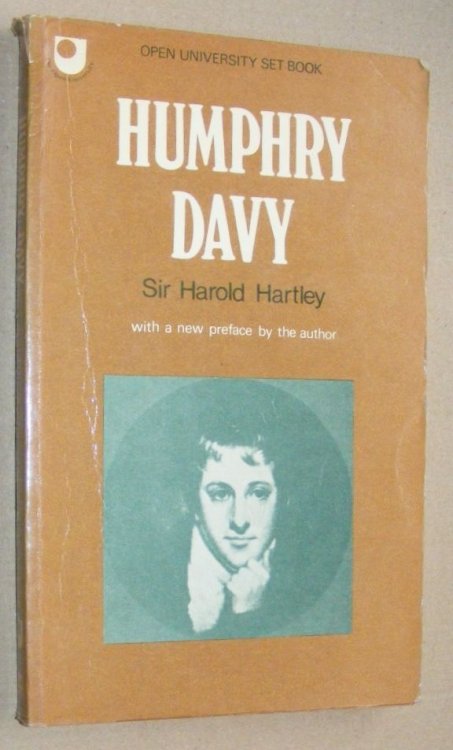 OPEN UNIVERSITY SET BOOK
HUMPHRY
DAVY
Sir Harold Hartley
with a new preface by the author